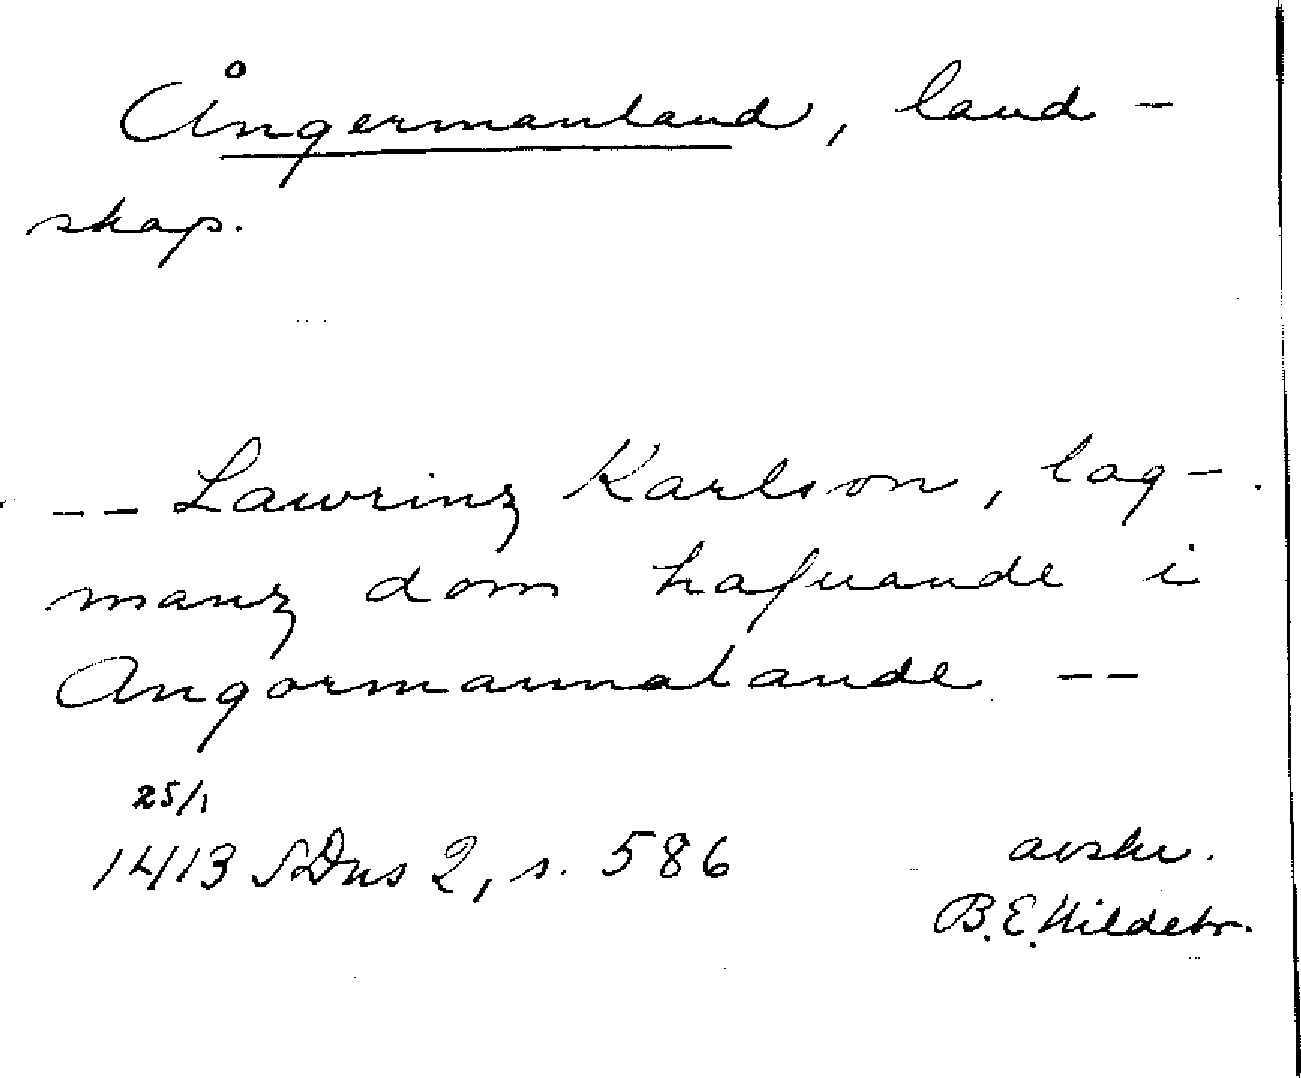 Ångermanland, land-
skap.
-- Lawrinz Karlson, lag-
manz dom hafuande i
Angormannalande --
25/1
1413 SDns 2, s. 586
avskr.
B.E. Hildebr.